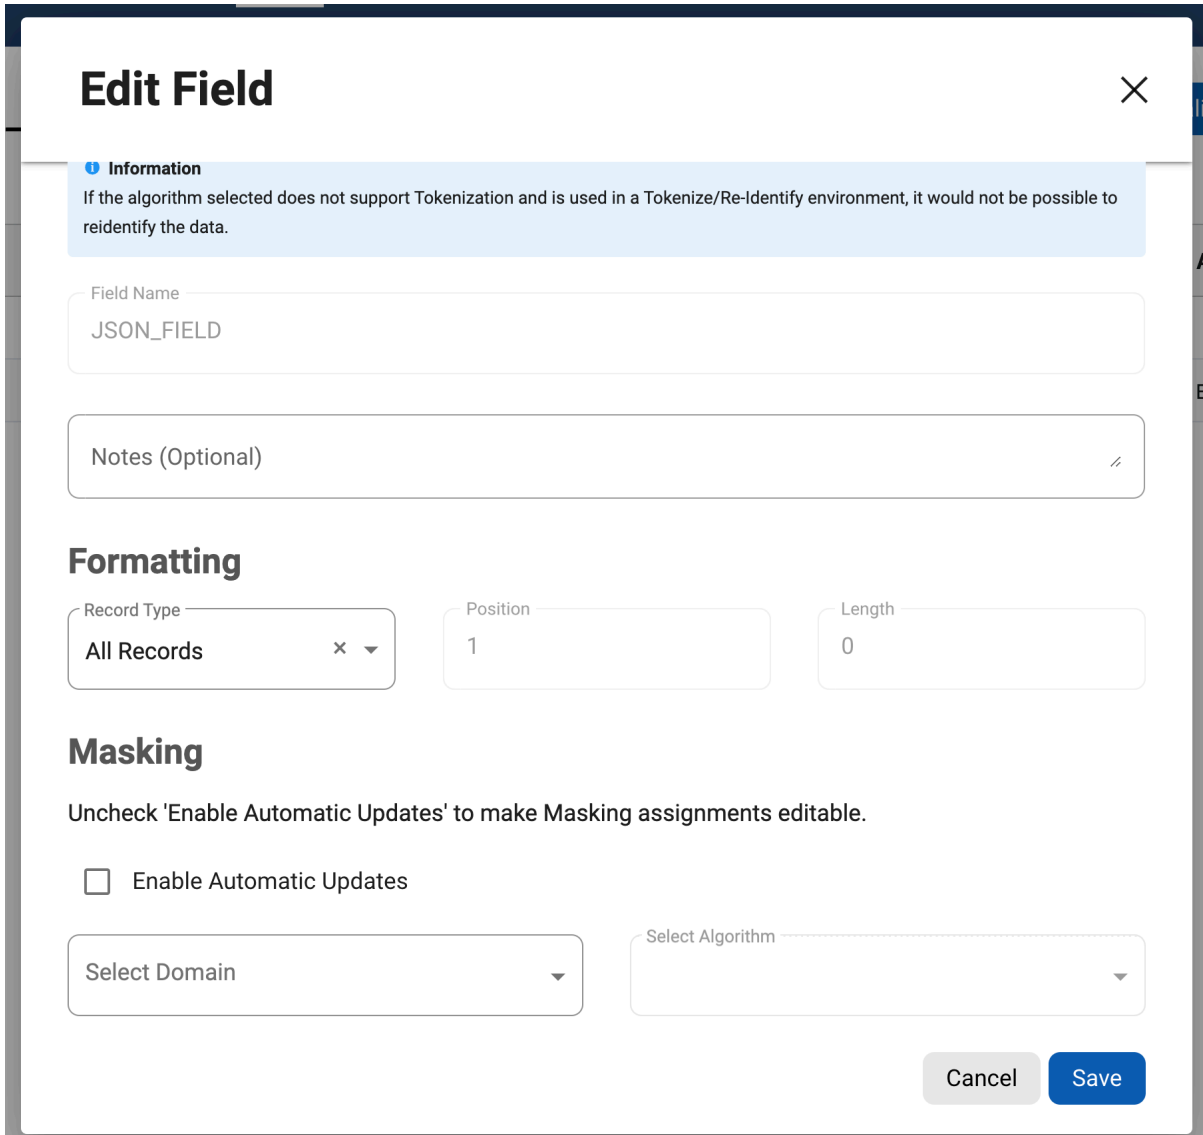 Edit Field
Information
If the algorithm selected does not support Tokenization and is used in a Tokenize/Re-Identify environment, it would not be possible to
reidentify the data.
Field Name
JSON_FIELD
Notes (Optional)
Formatting
Record Type
All Records
Position
1
Length
0
Masking
Uncheck 'Enable Automatic Updates' to make Masking assignments editable.
Enable Automatic Updates
Select Domain
Select Algorithm
Cancel
Save